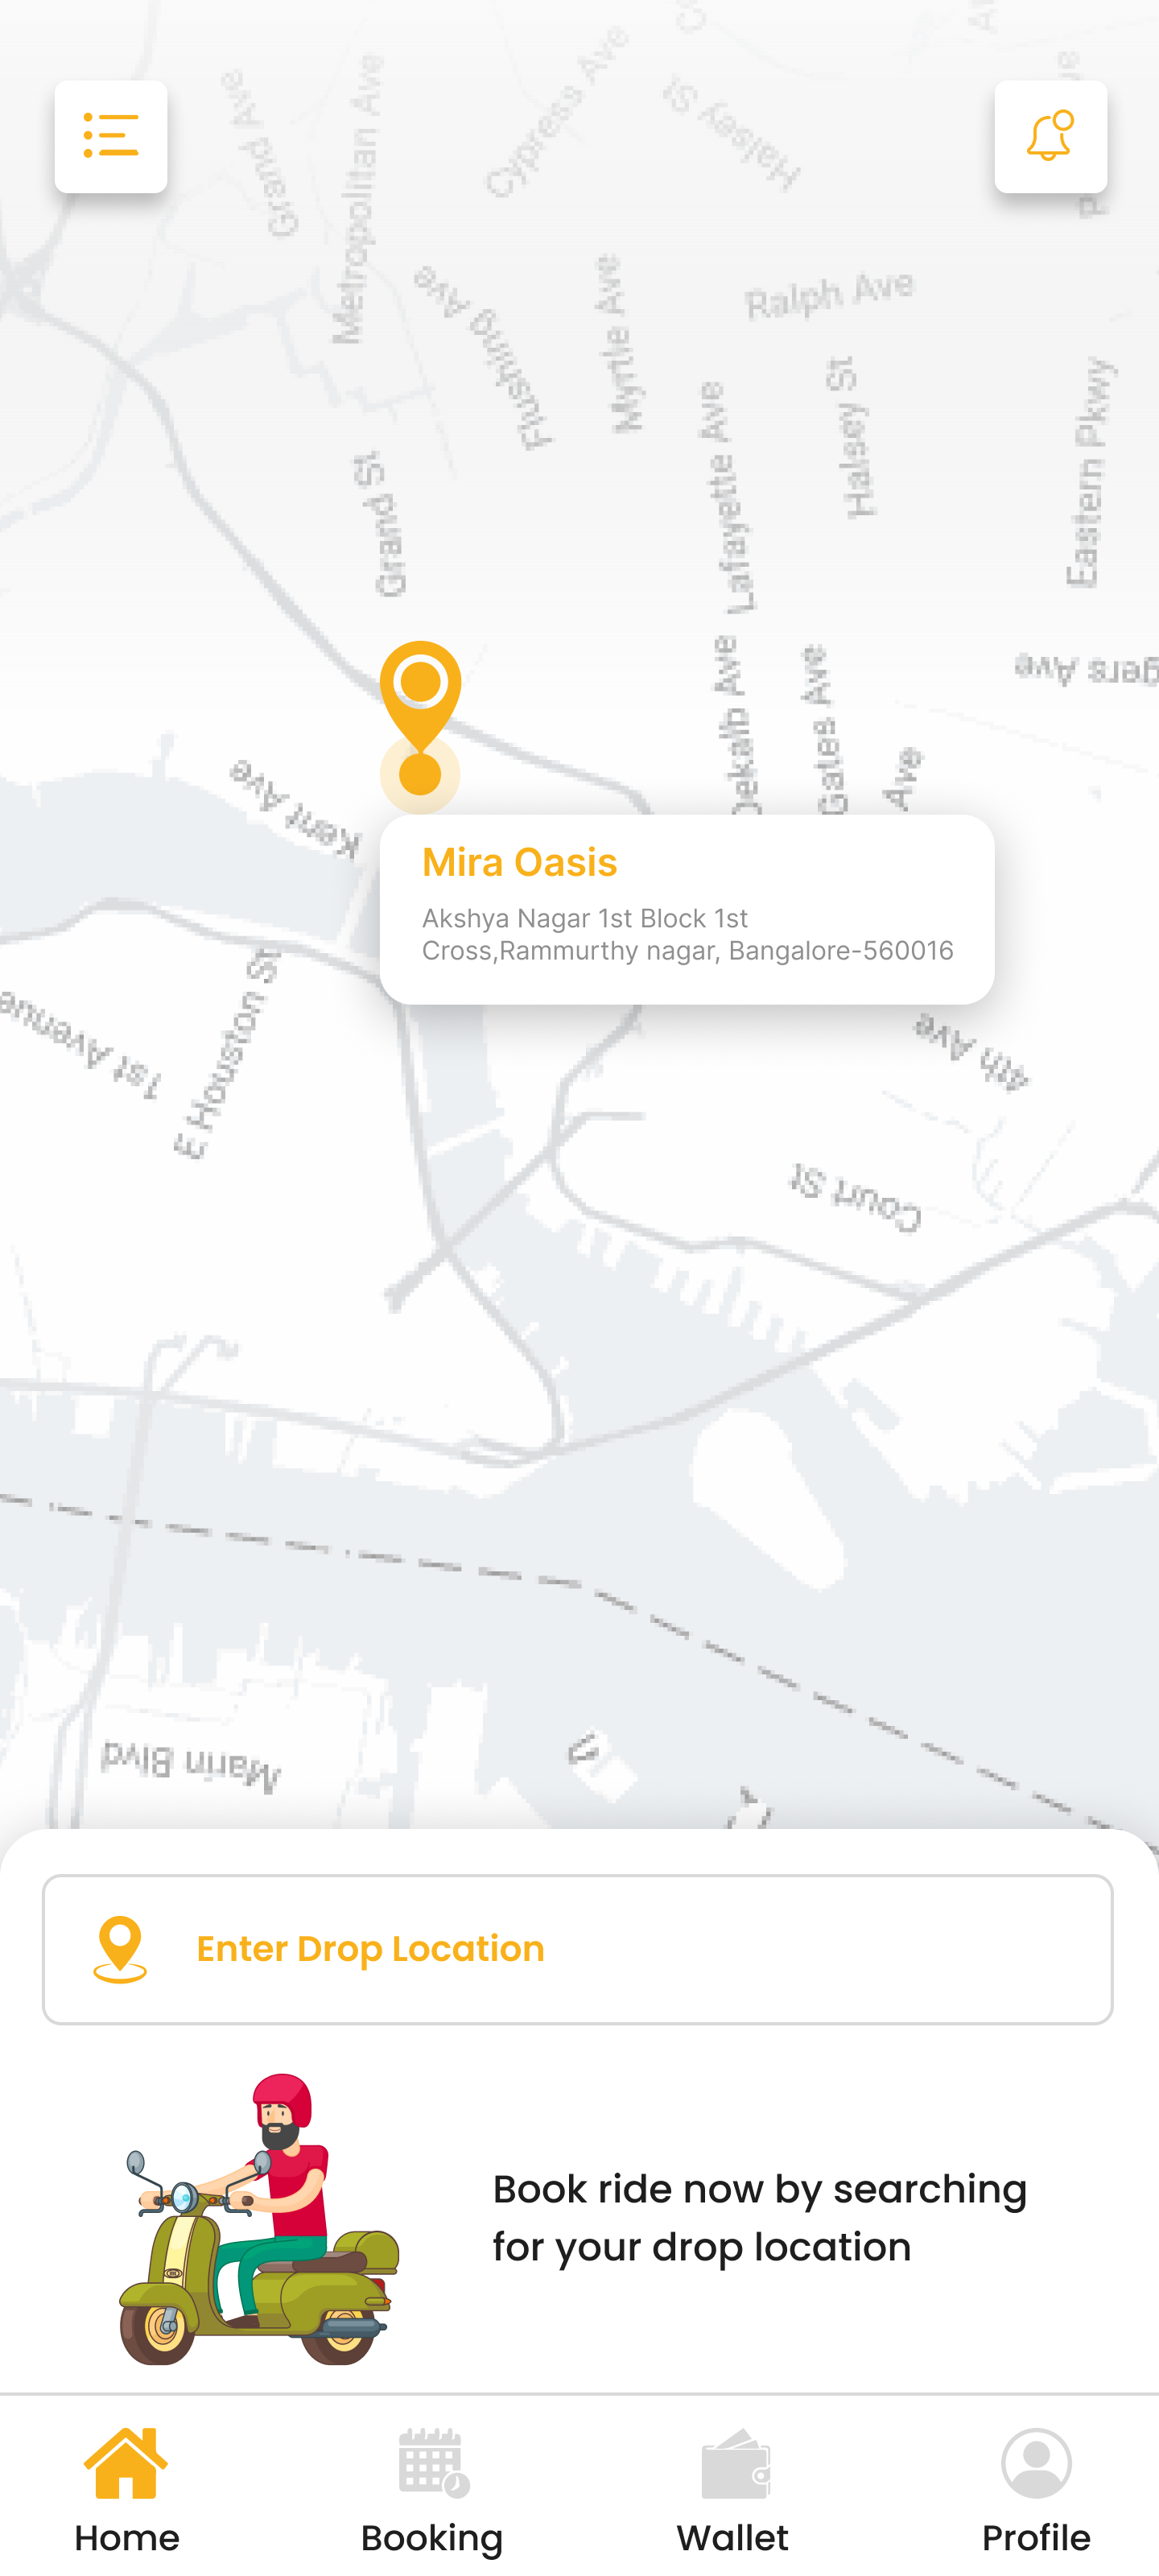 Grand Ave
Metropolitan Ave
Cypress Ave
Halsey St
Flushing Ave
Myrtle Ave
Ralph Ave
Lafayette Ave
Halsey St
Eastern Pkwy
Grand St
Gates Ave
Ave
Ave
Kent Ave
Mira Oasis
Akshya Nagar 1st Block 1st
Cross,Rammurthy nagar, Bangalore-560016
1st Avenue
E Houston St
4th Ave
Court St
Marin Blvd
Enter Drop Location
Book ride now by searching
for your drop location
Home
Booking
Wallet
Profile